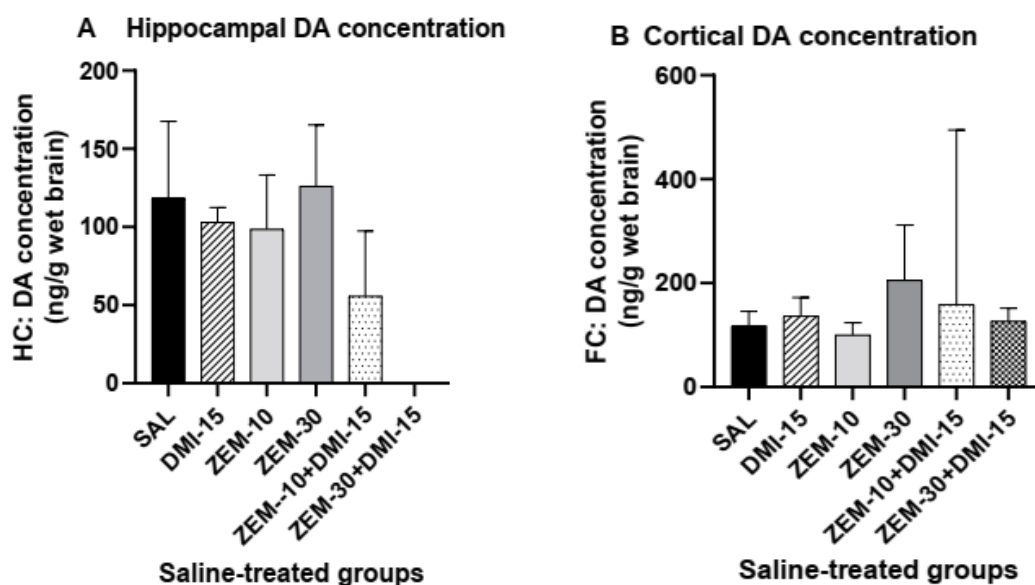 A Hippocampal DA concentration
HC: DA concentration
(ng/g wet brain)
200
150
100
50
0
SAL
DMI-15
ZEM-10
ZEM-30
ZEM--10+DMI-15
ZEM-30+DMI-15
Saline-treated groups
B Cortical DA concentration
FC: DA concentration
(ng/g wet brain)
600
400
200
0
SAL
DMI-15
ZEM-10
ZEM-30
ZEM-10+DMI-15
ZEM-30+DMI-15
Saline-treated groups